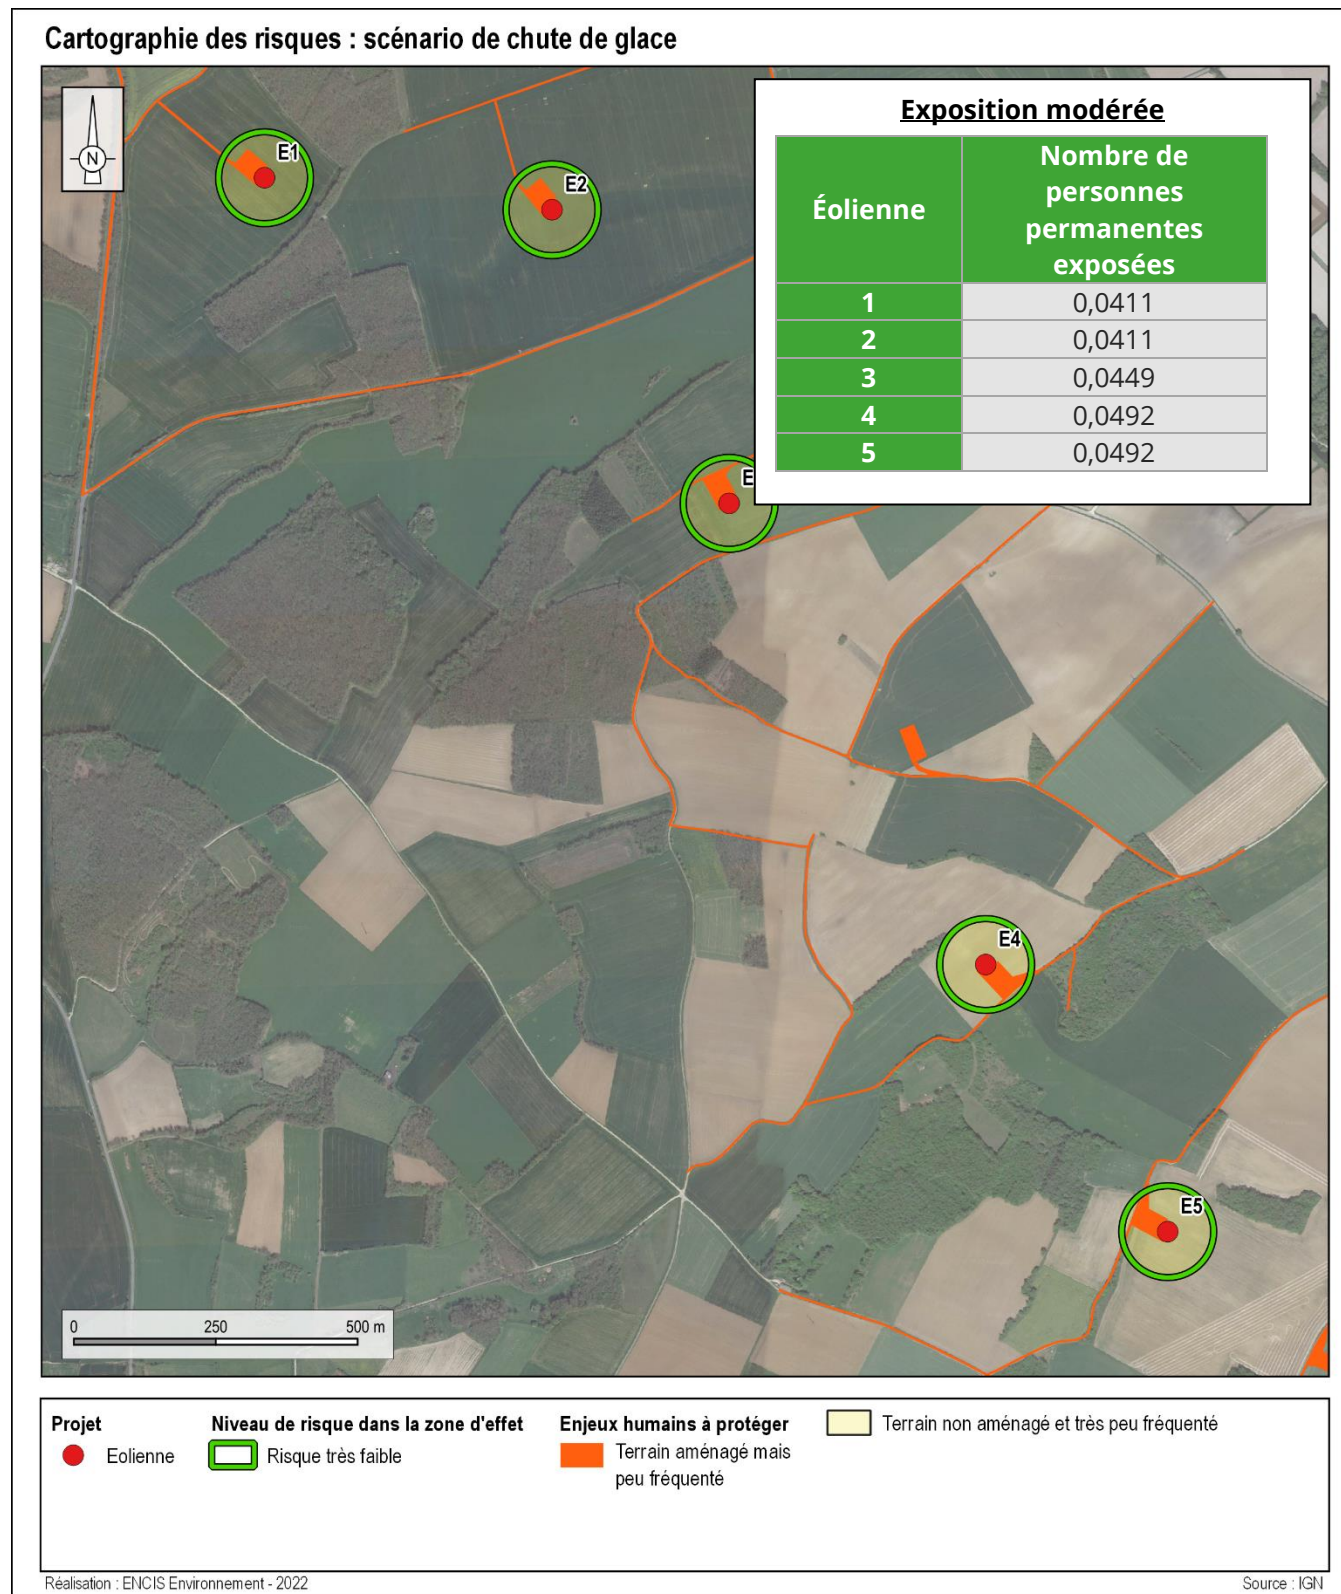 Cartographie des risques : scénario de chute de glace
N
E1
E2
Exposition modérée
Éolienne
Nombre de
personnes
permanentes
exposées
1 0,0411
2 0,0411
3 0,0449
4 0,0492
5 0,0492
E
E4
E5
0 250 500 m
Projet
Eolienne
Niveau de risque dans la zone d'effet
Risque très faible
Enjeux humains à protéger
Terrain aménagé mais
peu fréquenté
Terrain non aménagé et très peu fréquenté
Réalisation : ENCIS Environnement - 2022
Source : IGN